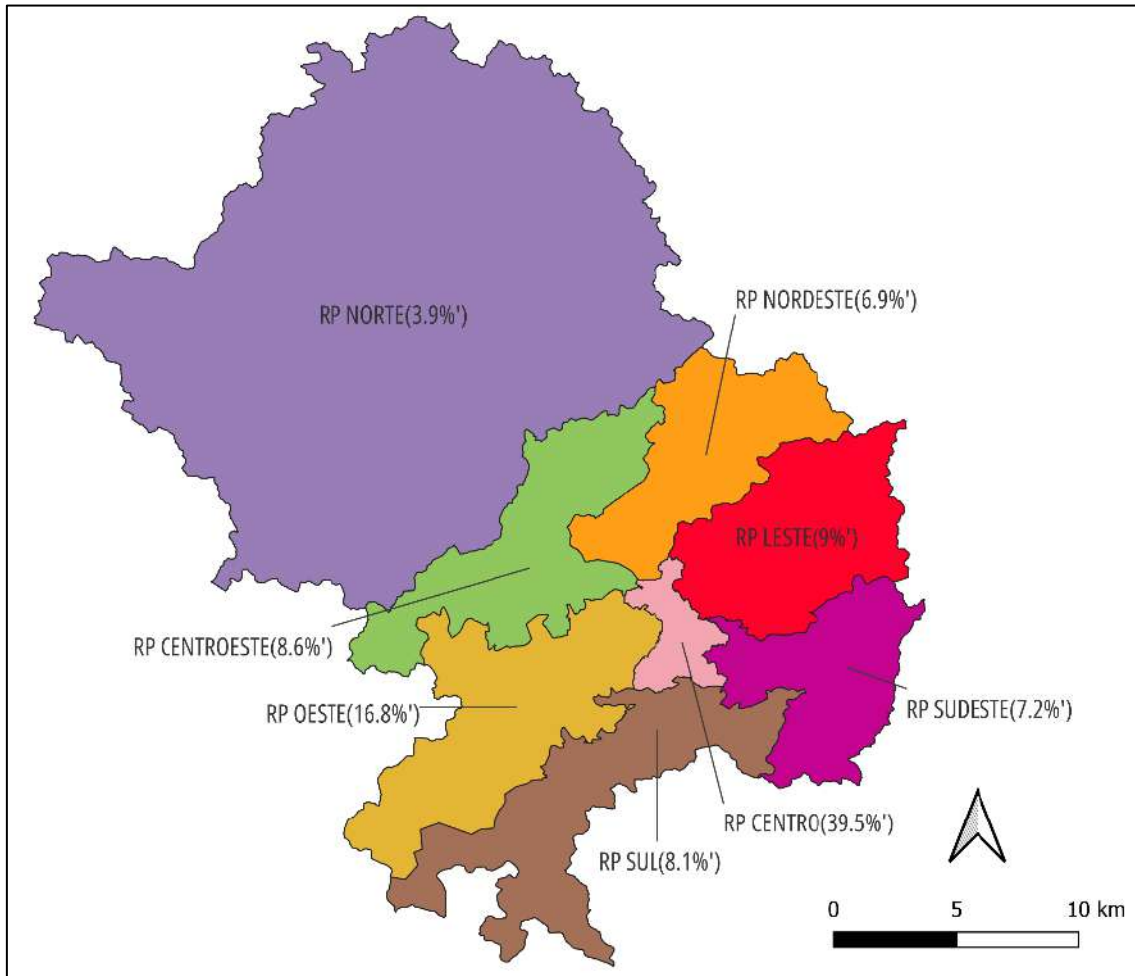 RP NORDESTE(6.9%')
RP NORTE(3.9%')
RP LESTE(9%')
RP CENTROESTE(8.6%')
RP OESTE(16.8%')
RP SUDESTE(7.2%')
RP CENTRO(39.5%')
RP SUL(8.1%')
0 5 10 km